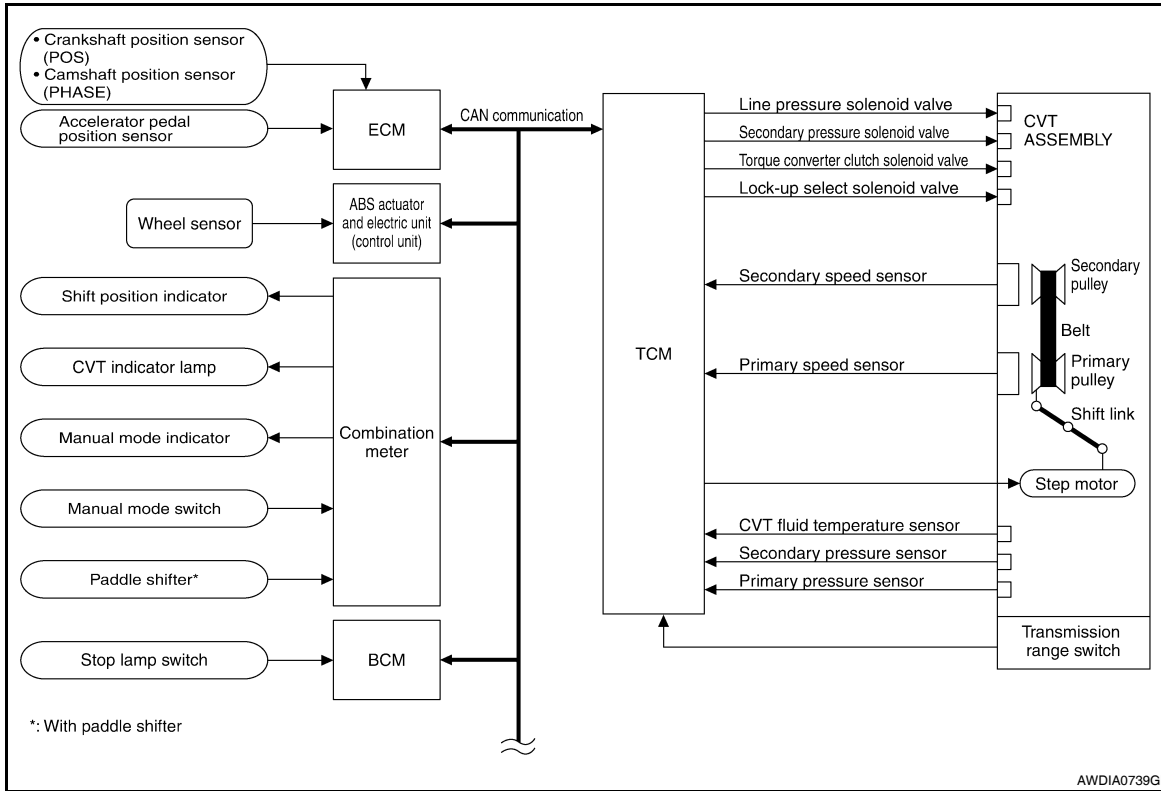 • Crankshaft position sensor
(POS)
• Camshaft position sensor
(PHASE)
Accelerator pedal
position sensor
ECM
CAN communication
Wheel sensor
ABS actuator
and electric unit
(control unit)
Shift position indicator
CVT indicator lamp
Manual mode indicator
Manual mode switch
Paddle shifter*
Combination
meter
Stop lamp switch
BCM
*: With paddle shifter
TCM
Line pressure solenoid valve
Secondary pressure solenoid valve
Torque converter clutch solenoid valve
Lock-up select solenoid valve
Secondary speed sensor
Primary speed sensor
CVT fluid temperature sensor
Secondary pressure sensor
Primary pressure sensor
CVT
ASSEMBLY
Secondary
pulley
Belt
Primary
pulley
Shift link
Step motor
Transmission
range switch
AWDIA0739G